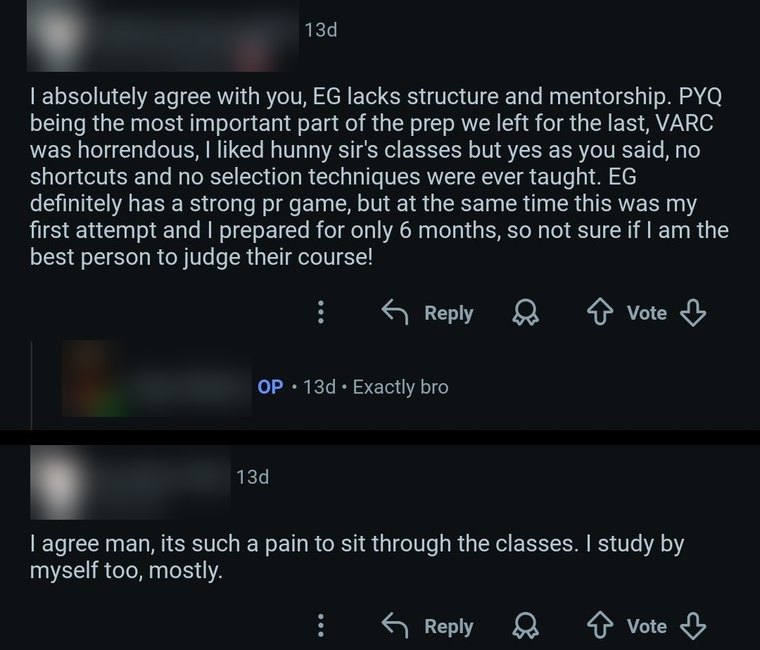 13d
I absolutely agree with you, EG lacks structure and mentorship. PYQ
being the most important part of the prep we left for the last, VARC
was horrendous, I liked hunny sir's classes but yes as you said, no
shortcuts and no selection techniques were ever taught. EG
definitely has a strong pr game, but at the same time this was my
first attempt and I prepared for only 6 months, so not sure if I am the
best person to judge their course!
Reply Vote
OP • 13d • Exactly bro
13d
I agree man, its such a pain to sit through the classes. I study by
myself too, mostly.
Reply Vote